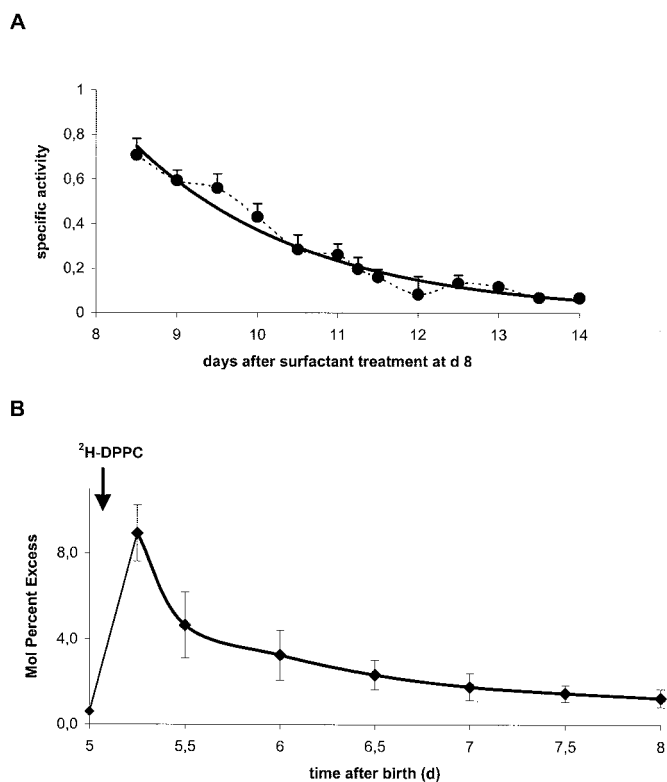 A
specific activity
1
0,8
0,6
0,4
0,2
0
8 9 10 11 12 13 14
days after surfactant treatment at d 8
B
²H-DPPC
Mol Percent Excess
8,0
4,0
0,0
5 5,5 6 6,5 7 7,5 8
time after birth (d)